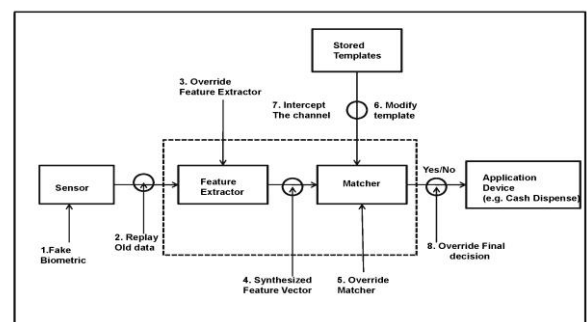 Stored
Templates
3. Override
Feature Extractor
7. Intercept
The channel
6. Modify
template
Sensor
Feature
Extractor
Matcher
Yes/No
Application
Device
(e.g. Cash Dispense)
1.Fake
Biometric
2. Replay
Old data
4. Synthesized
Feature Vector
5. Override
Matcher
8. Override Final
decision